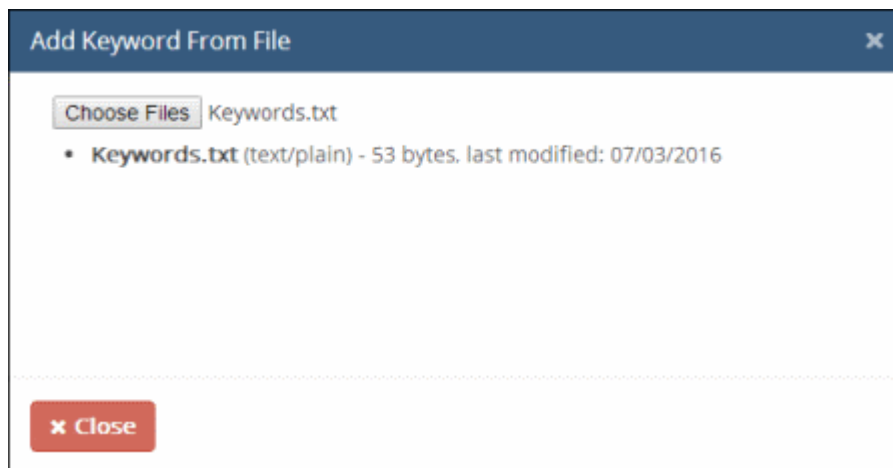 Add Keyword From File ×
Choose Files Keywords.txt
• Keywords.txt (text/plain) - 53 bytes, last modified: 07/03/2016
× Close